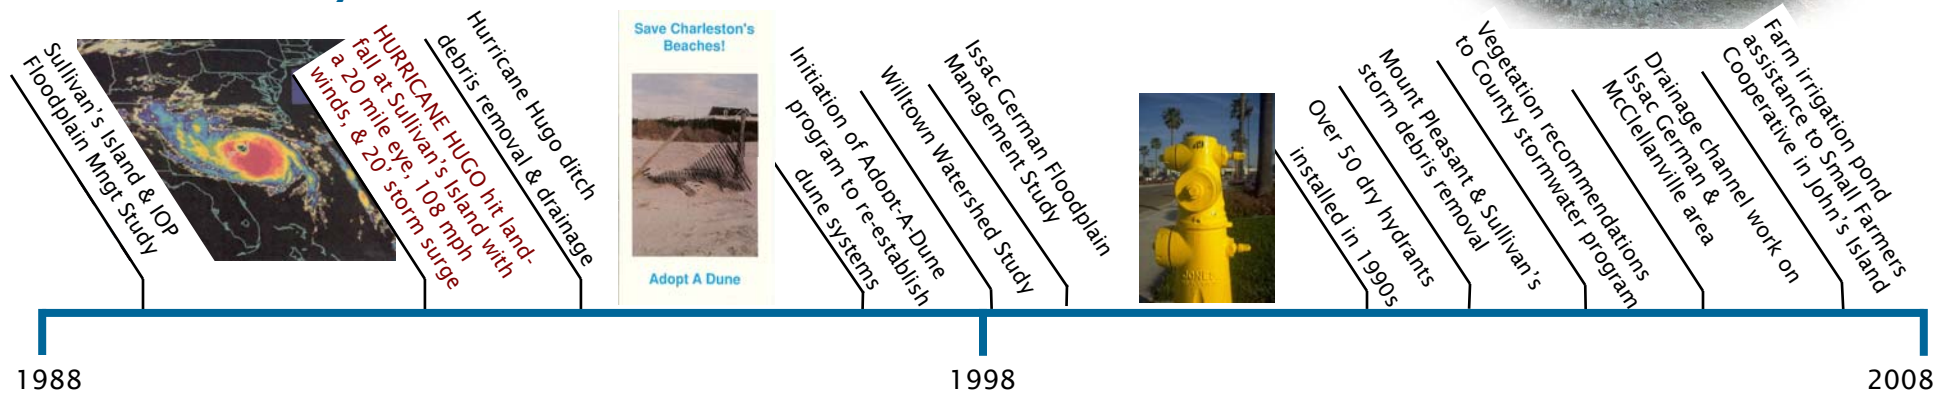 Sullivan's Island & IOP
Floodplain Mngt Study
HURRICANE HUGO hit land-
fall at Sullivan's Island with
a 20 mile eye, 108 mph
winds, & 20' storm surge
Hurricane Hugo ditch
debris removal & drainage
Save Charleston's
Beaches!
Adopt A Dune
Initiation of Adopt-A-Dune
program to re-establish
dune systems
Willtown Watershed Study
Issac German Floodplain
Management Study
JONES
Over 50 dry hydrants
installed in 1990s
Mount Pleasant & Sullivan's
storm debris removal
Vegetation recommendations
to County stormwater program
Drainage channel work on
Issac German &
McClellanville area
Farm irrigation pond
assistance to Small Farmers
Cooperative in John's Island
1988
1998
2008